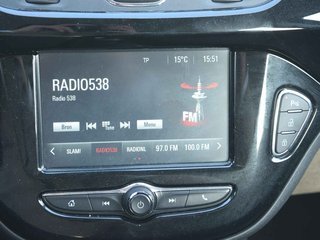 TP 15°C 15:51
RADIO538
Radio 538
FM
Bron Tune Menu
SLAM! RADIO538 RADIONL 97.0 FM 100.0 FM